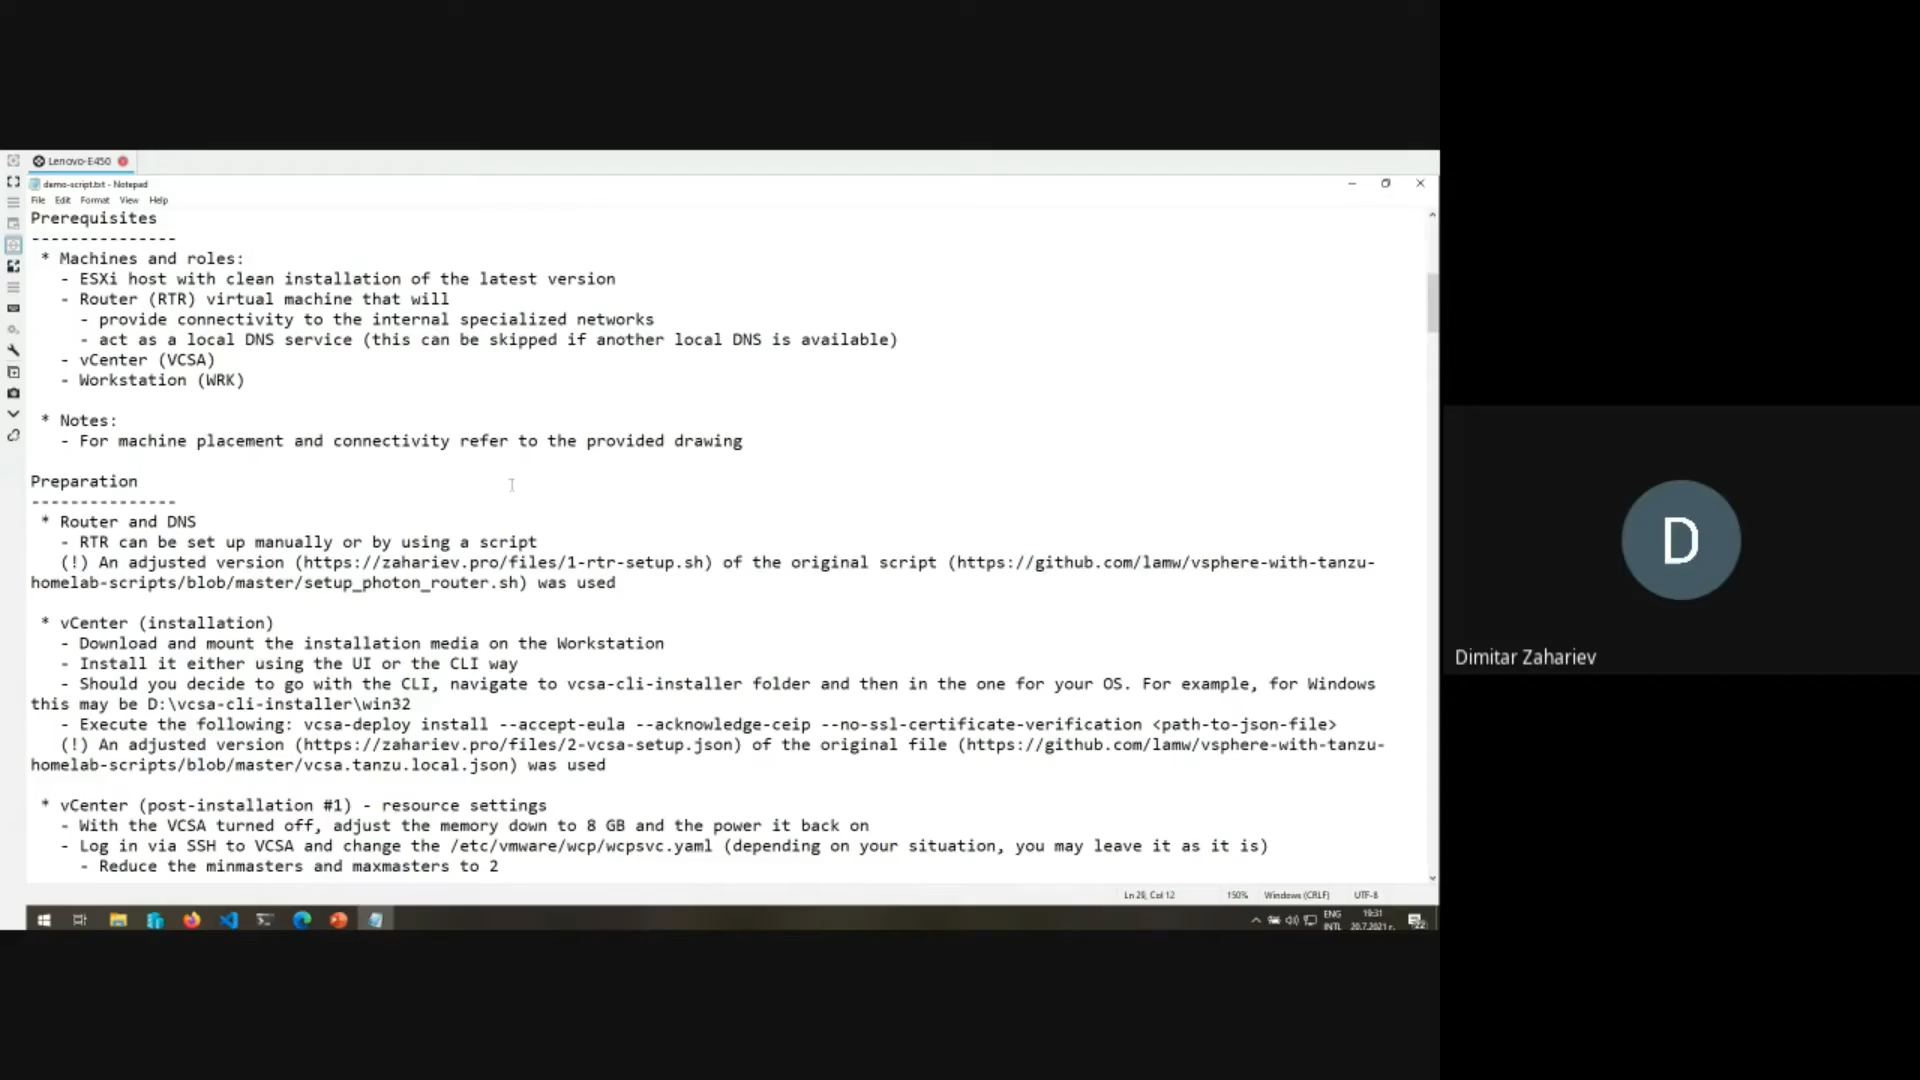 Lenovo-E450
demo-script.txt - Notepad
File Edit Format View Help
Prerequisites
---------------
* Machines and roles:
- ESXi host with clean installation of the latest version
- Router (RTR) virtual machine that will
- provide connectivity to the internal specialized networks
- act as a local DNS service (this can be skipped if another local DNS is available)
- vCenter (VCSA)
- Workstation (WRK)
* Notes:
- For machine placement and connectivity refer to the provided drawing
Preparation
---------------
* Router and DNS
- RTR can be set up manually or by using a script
(!) An adjusted version (https://zahariev.pro/files/1-rtr-setup.sh) of the original script (https://github.com/lamw/vsphere-with-tanzu-
homelab-scripts/blob/master/setup_photon_router.sh) was used
* vCenter (installation)
- Download and mount the installation media on the Workstation
- Install it either using the UI or the CLI way
- Should you decide to go with the CLI, navigate to vcsa-cli-installer folder and then in the one for your OS. For example, for Windows
this may be D:\vcsa-cli-installer\win32
- Execute the following: vcsa-deploy install --accept-eula --acknowledge-ceip --no-ssl-certificate-verification <path-to-json-file>
(!) An adjusted version (https://zahariev.pro/files/2-vcsa-setup.json) of the original file (https://github.com/lamw/vsphere-with-tanzu-
homelab-scripts/blob/master/vcsa.tanzu.local.json) was used
* vCenter (post-installation #1) - resource settings
- With the VCSA turned off, adjust the memory down to 8 GB and the power it back on
- Log in via SSH to VCSA and change the /etc/vmware/wcp/wcpsvc.yaml (depending on your situation, you may leave it as it is)
- Reduce the minmasters and maxmasters to 2
Ln 29, Col 12 150% Windows (CRLF) UTF-8
ENG 19:31
INTL 20.7.2021 г. 22
D
Dimitar Zahariev